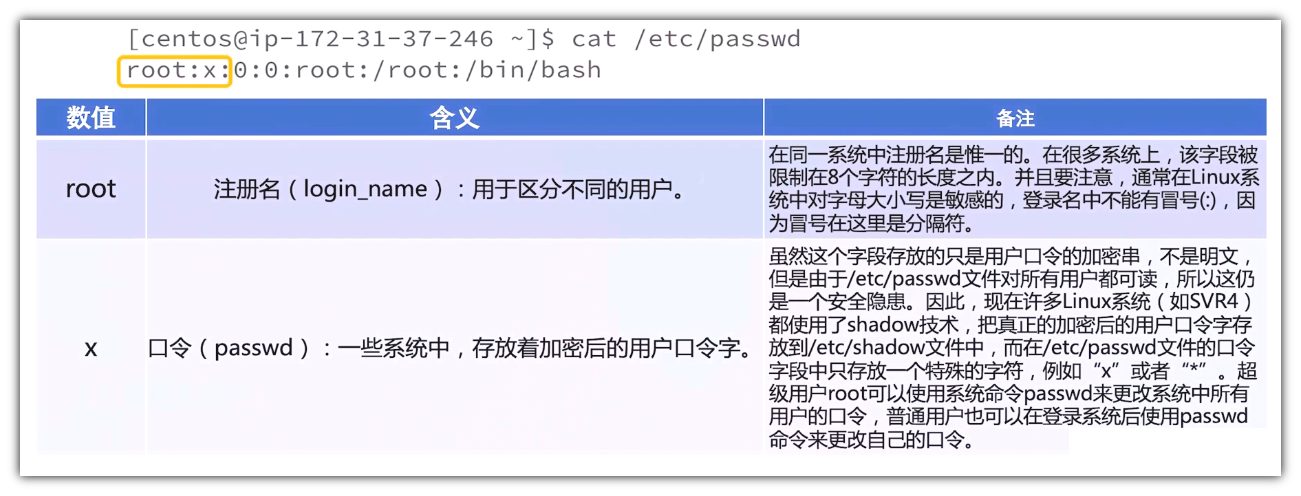 [centos@ip-172-31-37-246 ~]$ cat /etc/passwd
root:x:0:0:root:/root:/bin/bash
数值 含义 备注
root 注册名（login_name）：用于区分不同的用户。
在同一系统中注册名是惟一的。在很多系统上，该字段被
限制在8个字符的长度之内。并且要注意，通常在Linux系
统中对字母大小写是敏感的，登录名中不能有冒号(:)，因
为冒号在这里是分隔符。
x 口令（passwd）：一些系统中，存放着加密后的用户口令字。
虽然这个字段存放的只是用户口令的加密串，不是明文，
但是由于/etc/passwd文件对所有用户都可读，所以这仍
是一个安全隐患。因此，现在许多Linux系统（如SVR4）
都使用了shadow技术，把真正的加密后的用户口令字存
放到/etc/shadow文件中，而在/etc/passwd文件的口令
字段中只存放一个特殊的字符，例如“x”或者“*”。超
级用户root可以使用系统命令passwd来更改系统中所有
用户的口令，普通用户也可以在登录系统后使用passwd
命令来更改自己的口令。